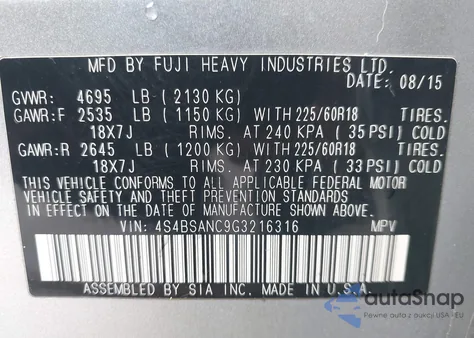 MFD BY FUJI HEAVY INDUSTRIES LTD.
DATE: 08/15
GVWR: 4695 LB ( 2130 KG)
GAWR:F 2535 LB ( 1150 KG) WITH 225/60R18 TIRES.
18X7J RIMS. AT 240 KPA ( 35 PSI) COLD
GAWR:R 2645 LB ( 1200 KG) WITH 225/60R18 TIRES.
18X7J RIMS. AT 230 KPA ( 33 PSI) COLD
THIS VEHICLE CONFORMS TO ALL APPLICABLE FEDERAL MOTOR
VEHICLE SAFETY AND THEFT PREVENTION STANDARDS IN
EFFECT ON THE DATE OF MANUFACTURE SHOWN ABOVE.
VIN: 4S4BSANC9G3216316 MPV
ASSEMBLED BY SIA INC. MADE IN U.S.A.
autoAsap